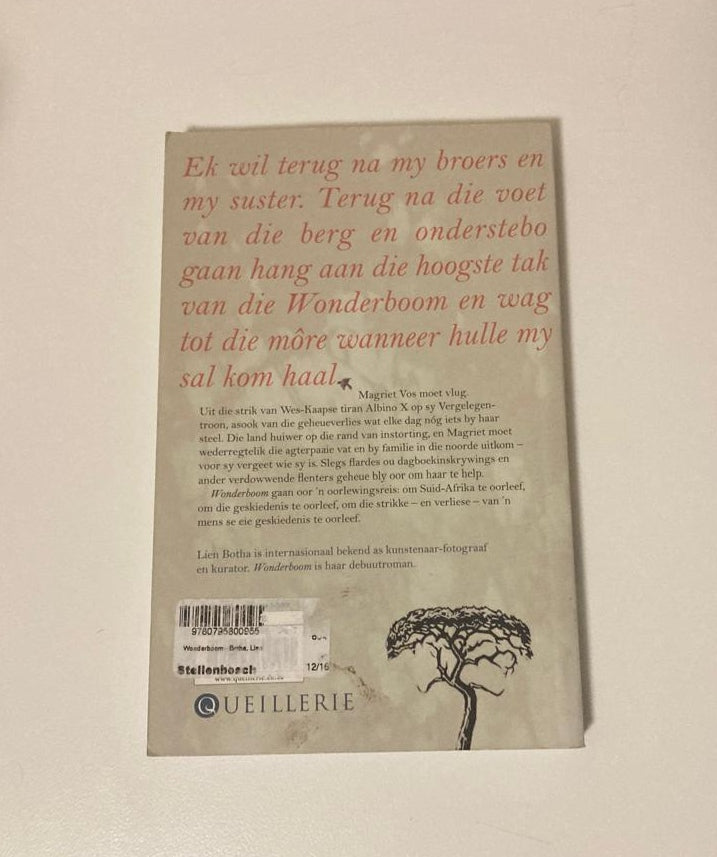 Ek wil terug na my broers en
my suster. Terug na die voet
van die berg en onderstebo
gaan hang aan die hoogste tak
van die Wonderboom en wag
tot die môre wanneer hulle my
sal kom haal.
Magriet Vos moet vlug.
Uit die strik van Wes-Kaapse tiran Albino X op sy Vergelegen-
troon, asook van die geheueverlies wat elke dag nóg iets by haar
steel. Die land huiwer op die rand van instorting, en Magriet moet
wederregtelik die agterpaaie vat en by familie in die noorde uitkom –
voor sy vergeet wie sy is. Slegs flardes ou dagboekinskrywings en
ander verdowwende flenters geheue bly oor om haar te help.
Wonderboom gaan oor 'n oorlewingsreis: om Suid-Afrika te oorleef,
om die geskiedenis te oorleef, om die strikke – en verliese – van 'n
mens se eie geskiedenis te oorleef.
Lien Botha is internasionaal bekend as kunstenaar-fotograaf
en kurator. Wonderboom is haar debuutroman.
9780795800955
Wonderboom - Botha, Lien
Stellenbosch 12/16
QUEILLERIE